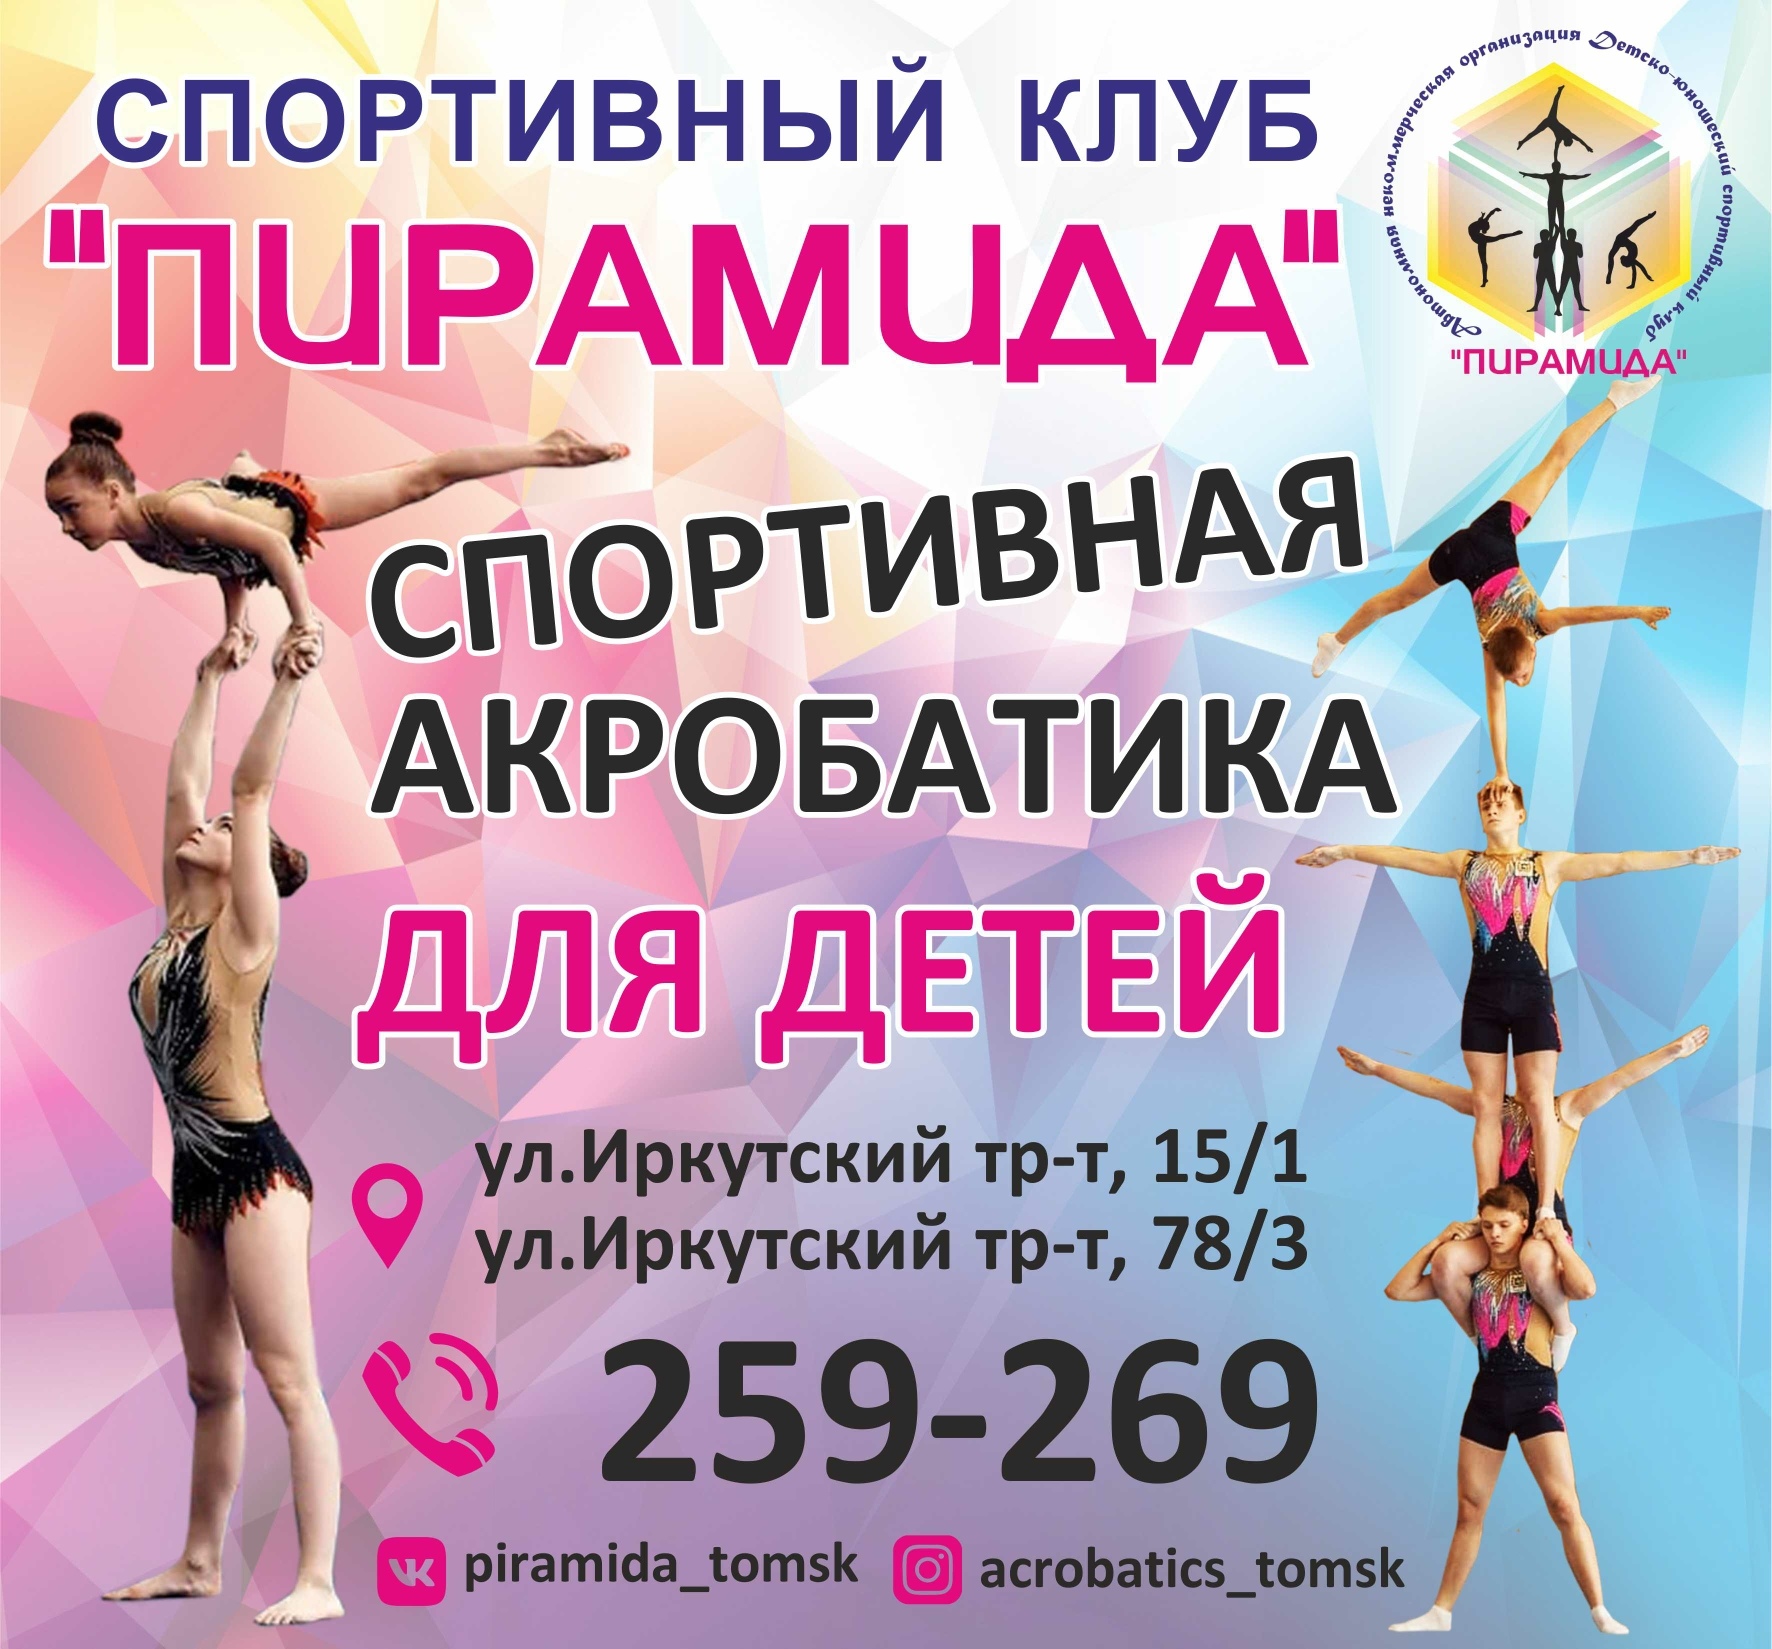 СПОРТИВНЫЙ КЛУБ
"ПИРАМИДА"
Автономная некоммерческая организация Детско-юношеский спортивный клуб
"ПИРАМИДА"
СПОРТИВНАЯ
АКРОБАТИКА
ДЛЯ ДЕТЕЙ
ул.Иркутский тр-т, 15/1
ул.Иркутский тр-т, 78/3
259-269
piramida_tomsk
acrobatics_tomsk